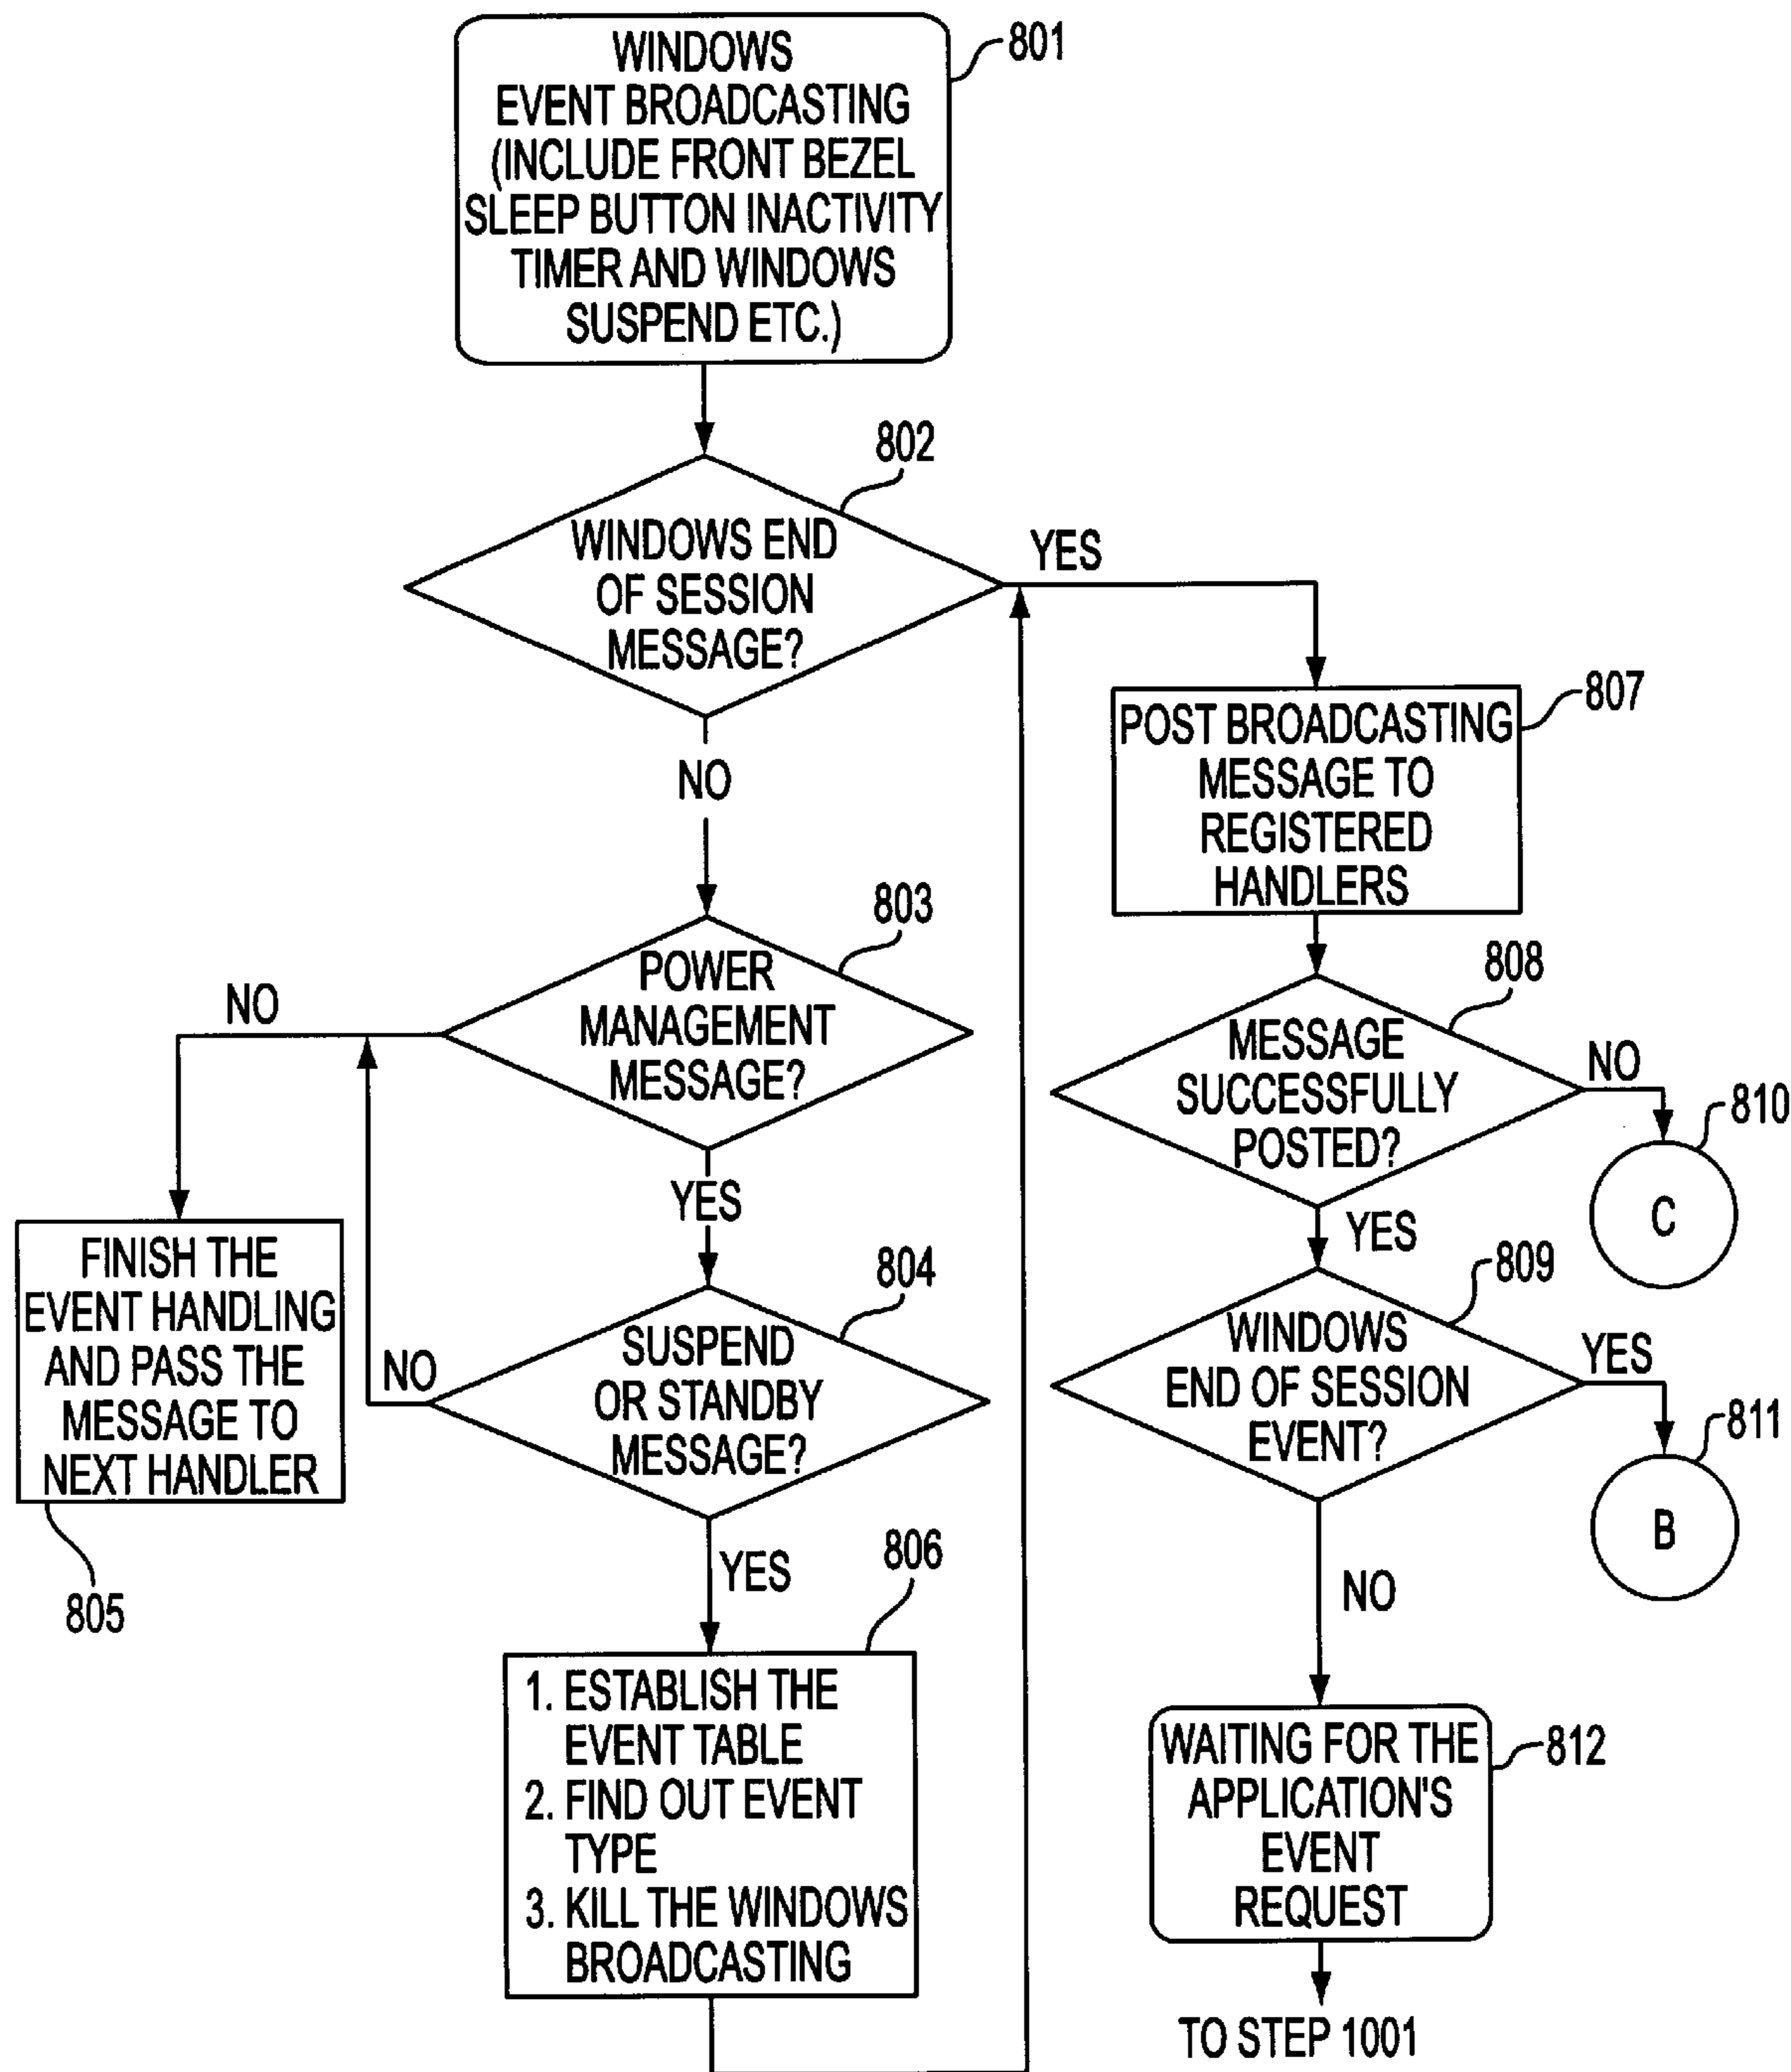 WINDOWS
EVENT BROADCASTING
(INCLUDE FRONT BEZEL
SLEEP BUTTON INACTIVITY
TIMER AND WINDOWS
SUSPEND ETC.)
801
802
WINDOWS END
OF SESSION
MESSAGE?
YES
NO
803
POWER
MANAGEMENT
MESSAGE?
NO
YES
804
SUSPEND
OR STANDBY
MESSAGE?
NO
YES
FINISH THE
EVENT HANDLING
AND PASS THE
MESSAGE TO
NEXT HANDLER
805
806
1. ESTABLISH THE
EVENT TABLE
2. FIND OUT EVENT
TYPE
3. KILL THE WINDOWS
BROADCASTING
807
POST BROADCASTING
MESSAGE TO
REGISTERED
HANDLERS
808
MESSAGE
SUCCESSFULLY
POSTED?
NO
810
C
YES
809
WINDOWS
END OF SESSION
EVENT?
YES
811
B
NO
812
WAITING FOR THE
APPLICATION'S
EVENT
REQUEST
TO STEP 1001